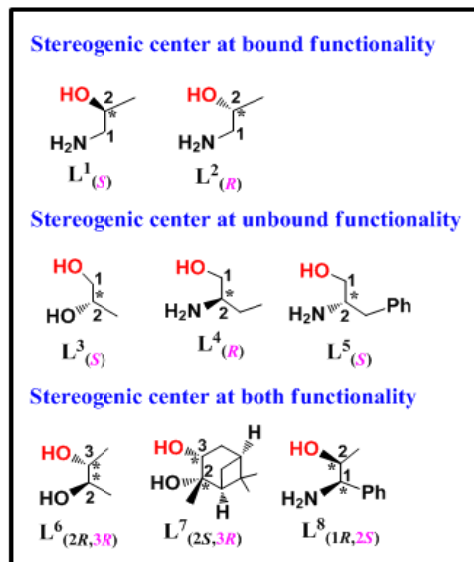 Stereogenic center at bound functionality
HO 2 * H₂N 1
HO 2 * H₂N 1
L¹(S) L²(R)
Stereogenic center at unbound functionality
HO 1 * HO 2
HO 1 * H₂N 2
HO 1 * H₂N 2 Ph
L³(S) L⁴(R) L⁵(S)
Stereogenic center at both functionality
HO 3 * * HO 2
HO 3 * H HO 2 * H
HO 2 1 H₂N * Ph
L⁶(2R,3R) L⁷(2S,3R) L⁸(1R,2S)